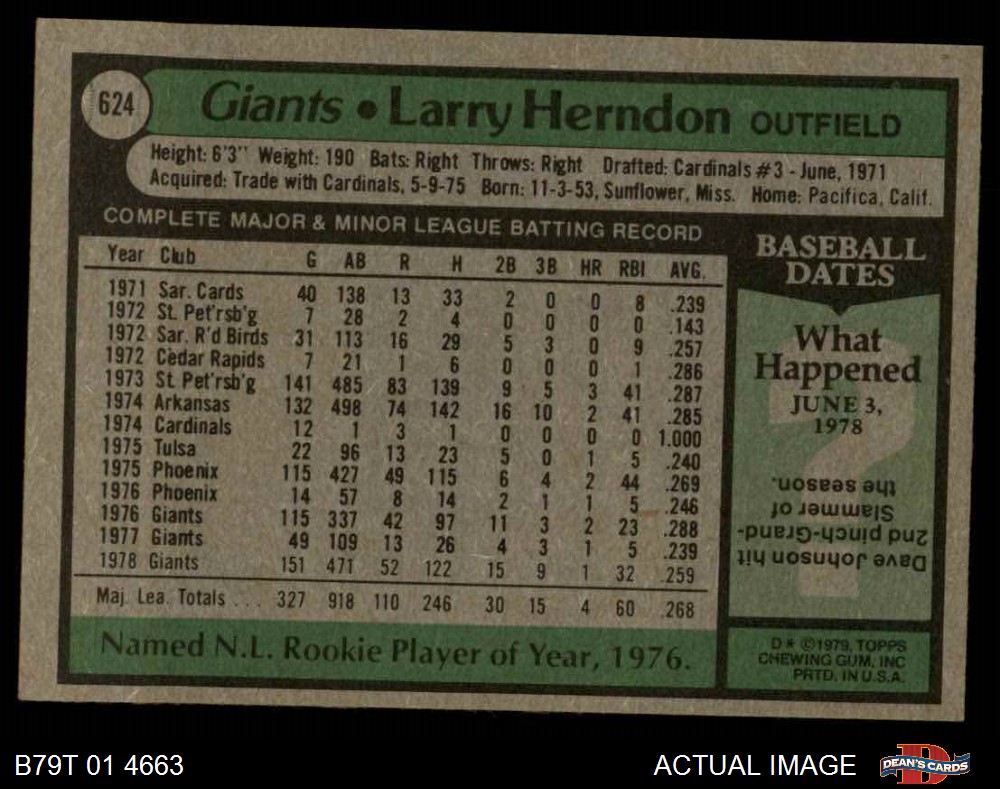 624
Giants • Larry Herndon OUTFIELD
Height: 6'3" Weight: 190 Bats: Right Throws: Right Drafted: Cardinals #3 - June, 1971
Acquired: Trade with Cardinals, 5-9-75 Born: 11-3-53, Sunflower, Miss. Home: Pacifica, Calif.
COMPLETE MAJOR & MINOR LEAGUE BATTING RECORD
Year Club G AB R H 2B 3B HR RBI AVG.
1971 Sar. Cards 40 138 13 33 2 0 0 8 .239
1972 St. Pet'rsb'g 7 28 2 4 0 0 0 0 .143
1972 Sar. R'd Birds 31 113 16 29 5 3 0 9 .257
1972 Cedar Rapids 7 21 1 6 0 0 0 1 .286
1973 St. Pet'rsb'g 141 485 83 139 9 5 3 41 .287
1974 Arkansas 132 498 74 142 16 10 2 41 .285
1974 Cardinals 12 1 3 1 0 0 0 0 1.000
1975 Tulsa 22 96 13 23 5 0 1 5 .240
1975 Phoenix 115 427 49 115 6 4 2 44 .269
1976 Phoenix 14 57 8 14 2 1 1 5 .246
1976 Giants 115 337 42 97 11 3 2 23 .288
1977 Giants 49 109 13 26 4 3 1 5 .239
1978 Giants 151 471 52 122 15 9 1 32 .259
Maj. Lea. Totals ... 327 918 110 246 30 15 4 60 .268
Named N.L. Rookie Player of Year, 1976.
BASEBALL
DATES
What
Happened
JUNE 3,
1978
Dave Johnson hit
2nd pinch-Grand-
Slammer of
the season.
D* ©1979, TOPPS
CHEWING GUM, INC
PRTD. IN U.S.A.
B79T 01 4663
ACTUAL IMAGE
D
DEAN'S CARDS